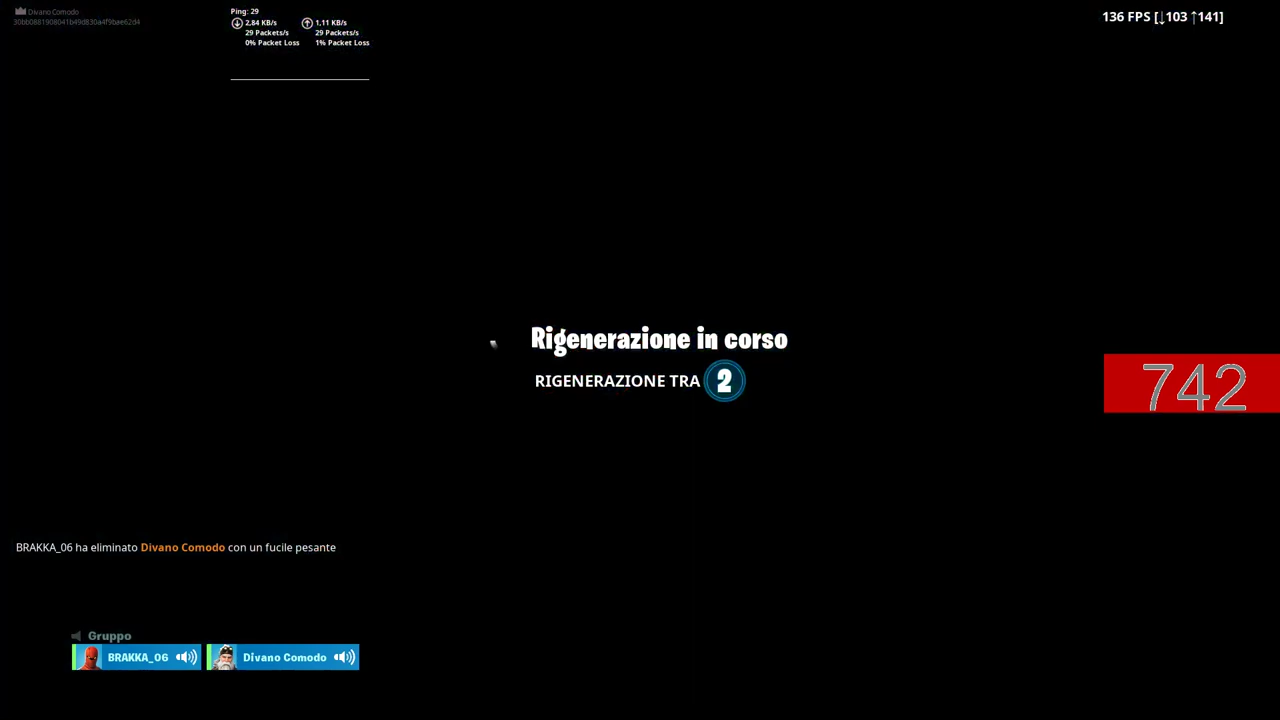 Divano Comodo
Ping: 29
2,84 KB/s
1,11 KB/s
29 Packets/s
29 Packets/s
0% Packet Loss
1% Packet Loss
136 FPS [↓103 ↑141]
Rigenerazione in corso
RIGENERAZIONE TRA 2
742
BRAKKA_06 ha eliminato Divano Comodo con un fucile pesante
Gruppo
BRAKKA_06
Divano Comodo